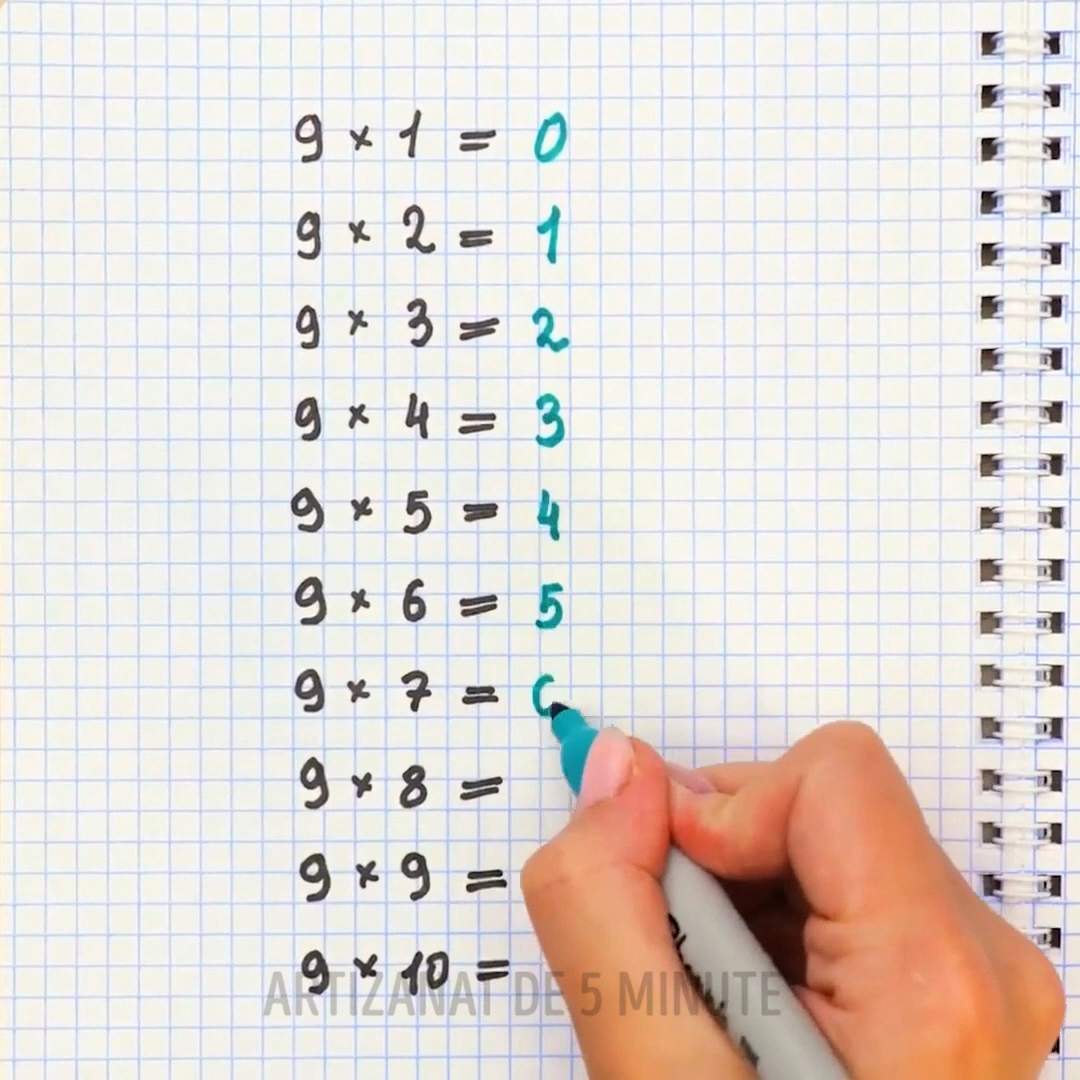 9 × 1 = 0
9 × 2 = 1
9 × 3 = 2
9 × 4 = 3
9 × 5 = 4
9 × 6 = 5
9 × 7 =
9 × 8 =
9 × 9 =
9 × 10 =
ARTIZANAT DE 5 MINUTE